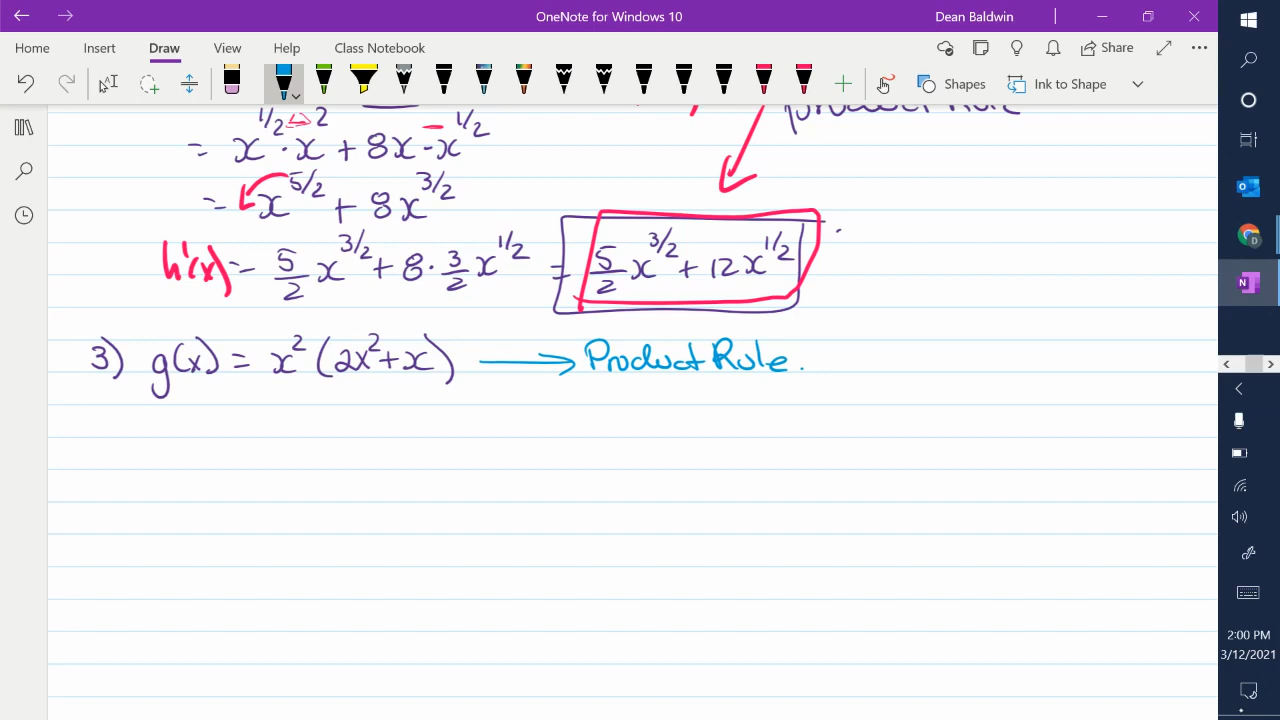 OneNote for Windows 10
Dean Baldwin
Home Insert Draw View Help Class Notebook
Share
Shapes Ink to Shape
product Rule
= x^1/2 · x^2 + 8x · x^1/2
= x^5/2 + 8x^3/2
h'(x) = 5/2 x^3/2 + 8 · 3/2 x^1/2 = 5/2 x^3/2 + 12x^1/2
3) g(x) = x^2 (2x^2 + x) → Product Rule.
2:00 PM
3/12/2021